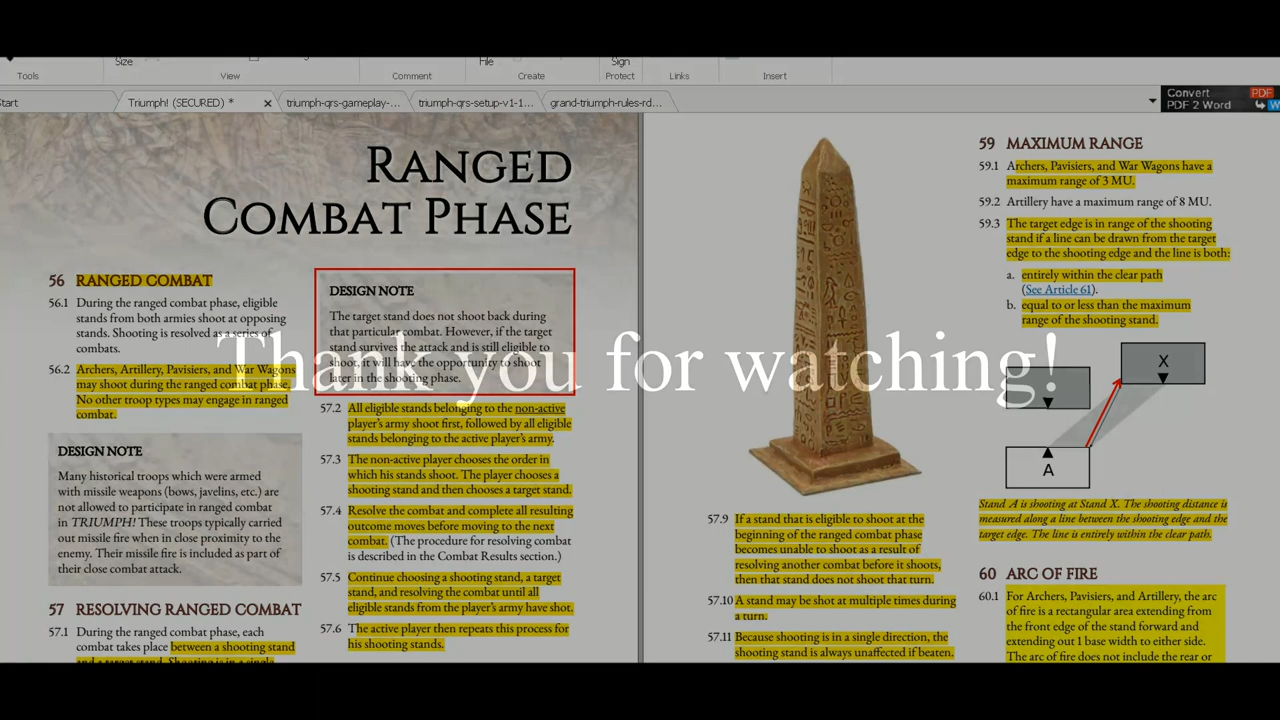 Size
File
Sign
Tools
View
Comment
Create
Protect
Links
Insert
Start
Triumph! (SECURED) *
triumph-qrs-gameplay-...
triumph-qrs-setup-v1-1...
grand-triumph-rules-rd...
Convert
PDF 2 Word
PDF
RANGED
COMBAT PHASE
56 RANGED COMBAT
56.1 During the ranged combat phase, eligible
stands from both armies shoot at opposing
stands. Shooting is resolved as a series of
combats.
56.2 Archers, Artillery, Pavisiers, and War Wagons
may shoot during the ranged combat phase.
No other troop types may engage in ranged
combat.
DESIGN NOTE
Many historical troops which were armed
with missile weapons (bows, javelins, etc.) are
not allowed to participate in ranged combat
in TRIUMPH! These troops typically carried
out missile fire when in close proximity to the
enemy. Their missile fire is included as part of
their close combat attack.
57 RESOLVING RANGED COMBAT
57.1 During the ranged combat phase, each
combat takes place between a shooting stand
and a target stand. Shooting is in a single
DESIGN NOTE
The target stand does not shoot back during
that particular combat. However, if the target
stand survives the attack and is still eligible to
shoot, it will have the opportunity to shoot
later in the shooting phase.
Thank you for watching!
57.2 All eligible stands belonging to the non-active
player's army shoot first, followed by all eligible
stands belonging to the active player's army.
57.3 The non-active player chooses the order in
which his stands shoot. The player chooses a
shooting stand and then chooses a target stand.
57.4 Resolve the combat and complete all resulting
outcome moves before moving to the next
combat. (The procedure for resolving combat
is described in the Combat Results section.)
57.5 Continue choosing a shooting stand, a target
stand, and resolving the combat until all
eligible stands from the player's army have shot.
57.6 The active player then repeats this process for
his shooting stands.
57.9 If a stand that is eligible to shoot at the
beginning of the ranged combat phase
becomes unable to shoot as a result of
resolving another combat before it shoots,
then that stand does not shoot that turn.
57.10 A stand may be shot at multiple times during
a turn.
57.11 Because shooting is in a single direction, the
shooting stand is always unaffected if beaten.
59 MAXIMUM RANGE
59.1 Archers, Pavisiers, and War Wagons have a
maximum range of 3 MU.
59.2 Artillery have a maximum range of 8 MU.
59.3 The target edge is in range of the shooting
stand if a line can be drawn from the target
edge to the shooting edge and the line is both:
a. entirely within the clear path
(See Article 61).
b. equal to or less than the maximum
range of the shooting stand.
X
A
Stand A is shooting at Stand X. The shooting distance is
measured along a line between the shooting edge and the
target edge. The line is entirely within the clear path.
60 ARC OF FIRE
60.1 For Archers, Pavisiers, and Artillery, the arc
of fire is a rectangular area extending from
the front edge of the stand forward and
extending out 1 base width to either side.
The arc of fire does not include the rear or